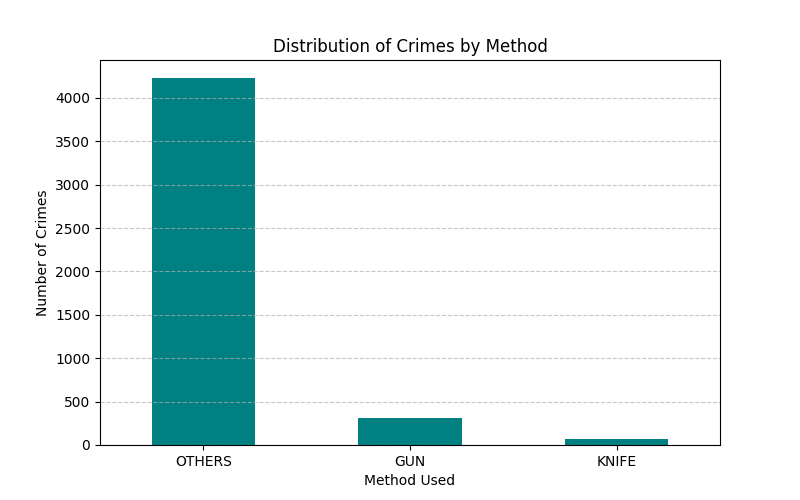 Distribution of Crimes by Method
Number of Crimes
4000
3500
3000
2500
2000
1500
1000
500
0
OTHERS
GUN
KNIFE
Method Used